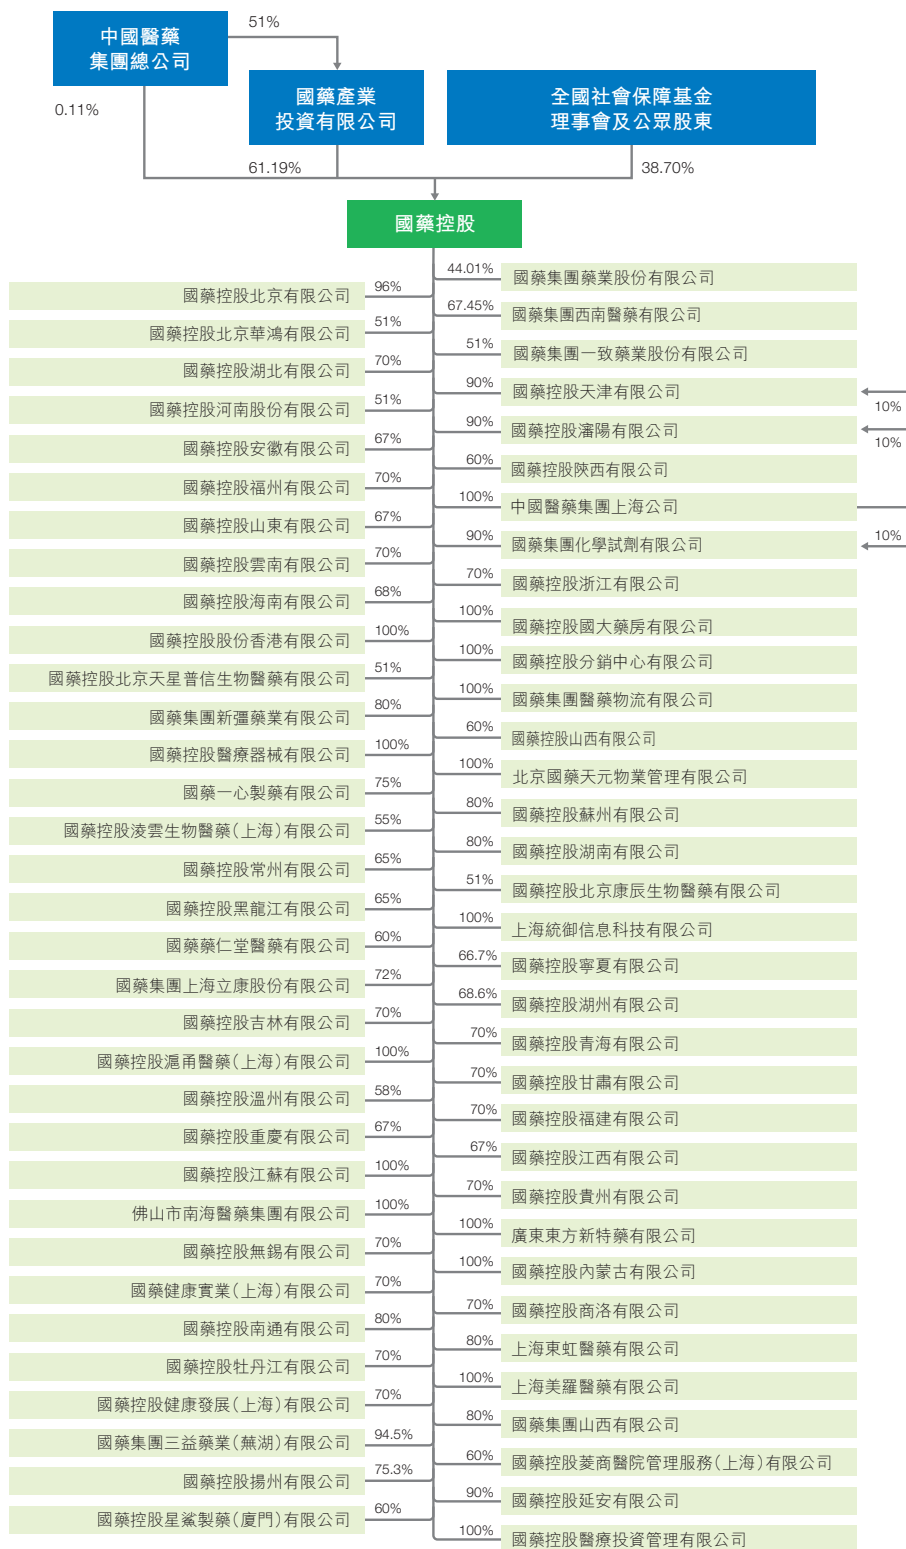 中國醫藥
集團總公司
51%
國藥產業
投資有限公司
全國社會保障基金
理事會及公眾股東
0.11%
61.19%
38.70%
國藥控股
國藥控股北京有限公司
96%
國藥控股北京華鴻有限公司
51%
國藥控股湖北有限公司
70%
國藥控股河南股份有限公司
51%
國藥控股安徽有限公司
67%
國藥控股福州有限公司
70%
國藥控股山東有限公司
67%
國藥控股雲南有限公司
70%
國藥控股海南有限公司
68%
國藥控股股份香港有限公司
100%
國藥控股北京天星普信生物醫藥有限公司
51%
國藥集團新疆藥業有限公司
80%
國藥控股醫療器械有限公司
100%
國藥一心製藥有限公司
75%
國藥控股淩雲生物醫藥(上海)有限公司
55%
國藥控股常州有限公司
65%
國藥控股黑龍江有限公司
65%
國藥藥仁堂醫藥有限公司
60%
國藥集團上海立康股份有限公司
72%
國藥控股吉林有限公司
70%
國藥控股滬甬醫藥(上海)有限公司
100%
國藥控股溫州有限公司
58%
國藥控股重慶有限公司
67%
國藥控股江蘇有限公司
100%
佛山市南海醫藥集團有限公司
100%
國藥控股無錫有限公司
70%
國藥健康實業(上海)有限公司
70%
國藥控股南通有限公司
80%
國藥控股牡丹江有限公司
70%
國藥控股健康發展(上海)有限公司
70%
國藥集團三益藥業(蕪湖)有限公司
94.5%
國藥控股揚州有限公司
75.3%
國藥控股星鯊製藥(廈門)有限公司
60%
44.01%
國藥集團藥業股份有限公司
67.45%
國藥集團西南醫藥有限公司
51%
國藥集團一致藥業股份有限公司
90%
國藥控股天津有限公司
10%
90%
國藥控股瀋陽有限公司
10%
60%
國藥控股陝西有限公司
100%
中國醫藥集團上海公司
90%
國藥集團化學試劑有限公司
10%
70%
國藥控股浙江有限公司
100%
國藥控股國大藥房有限公司
100%
國藥控股分銷中心有限公司
100%
國藥集團醫藥物流有限公司
60%
國藥控股山西有限公司
100%
北京國藥天元物業管理有限公司
80%
國藥控股蘇州有限公司
80%
國藥控股湖南有限公司
51%
國藥控股北京康辰生物醫藥有限公司
100%
上海統御信息科技有限公司
66.7%
國藥控股寧夏有限公司
68.6%
國藥控股湖州有限公司
70%
國藥控股青海有限公司
70%
國藥控股甘肅有限公司
70%
國藥控股福建有限公司
67%
國藥控股江西有限公司
70%
國藥控股貴州有限公司
100%
廣東東方新特藥有限公司
100%
國藥控股內蒙古有限公司
70%
國藥控股商洛有限公司
80%
上海東虹醫藥有限公司
100%
上海美羅醫藥有限公司
80%
國藥集團山西有限公司
60%
國藥控股菱商醫院管理服務(上海)有限公司
90%
國藥控股延安有限公司
100%
國藥控股醫療投資管理有限公司